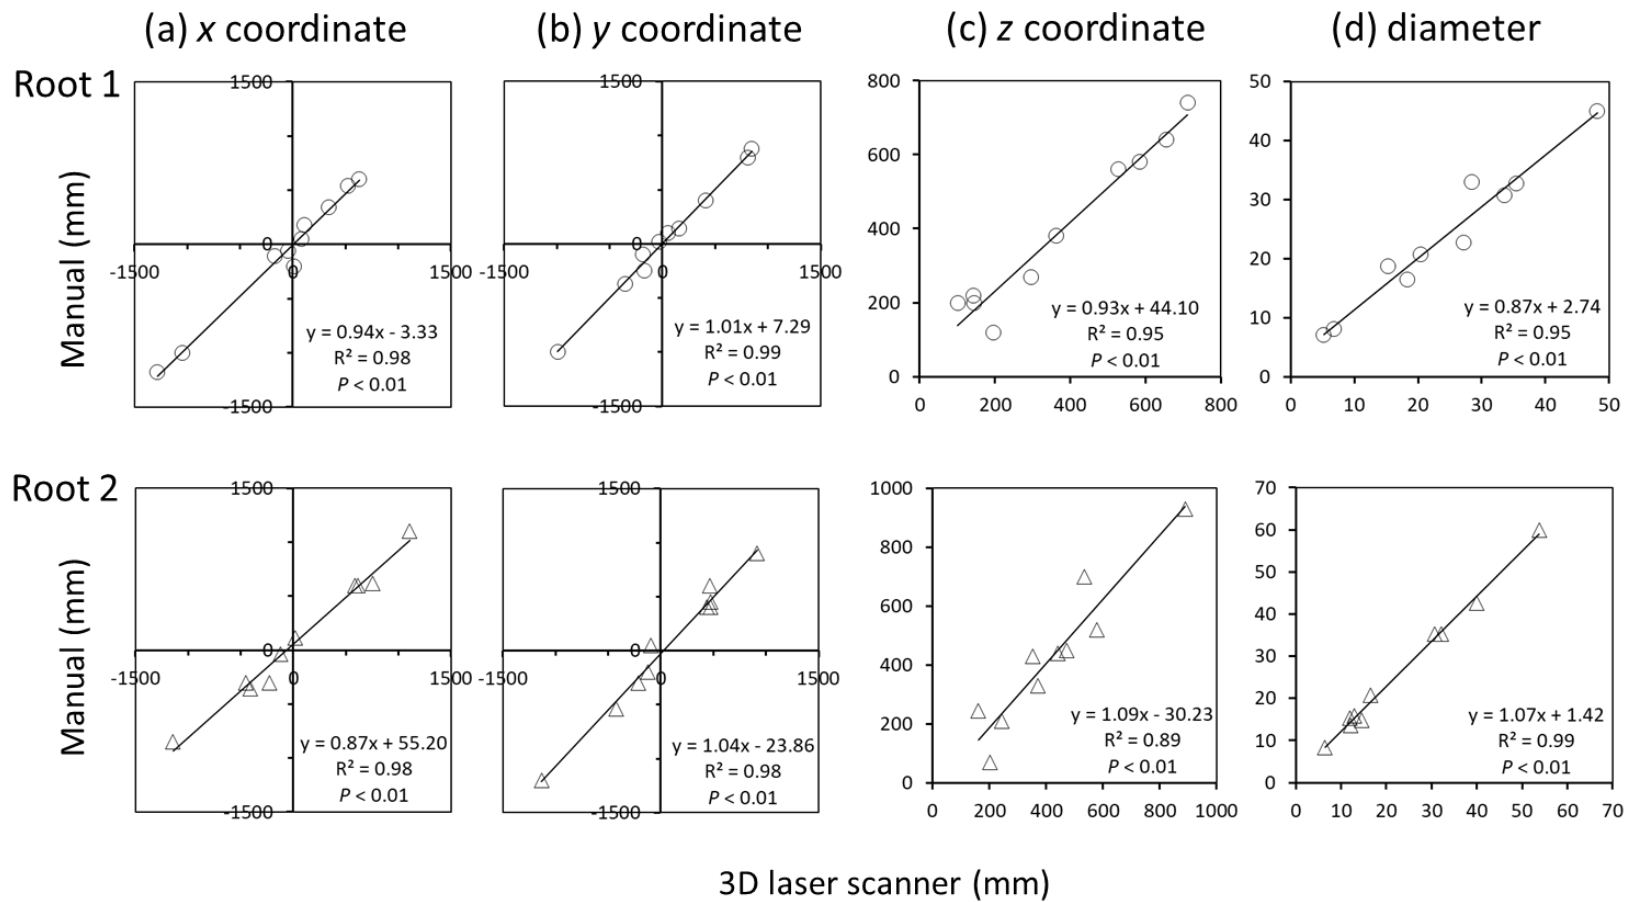 (a) x coordinate (b) y coordinate (c) z coordinate (d) diameter
Root 1
Manual (mm)
1500
0
-1500 0 1500
-1500
y = 0.94x - 3.33
R² = 0.98
P < 0.01
1500
0
-1500 0 1500
-1500
y = 1.01x + 7.29
R² = 0.99
P < 0.01
800
600
400
200
0
0 200 400 600 800
y = 0.93x + 44.10
R² = 0.95
P < 0.01
50
40
30
20
10
0
0 10 20 30 40 50
y = 0.87x + 2.74
R² = 0.95
P < 0.01
Root 2
Manual (mm)
1500
0
-1500 0 1500
-1500
y = 0.87x + 55.20
R² = 0.98
P < 0.01
1500
0
-1500 0 1500
-1500
y = 1.04x - 23.86
R² = 0.98
P < 0.01
1000
800
600
400
200
0
0 200 400 600 800 1000
y = 1.09x - 30.23
R² = 0.89
P < 0.01
70
60
50
40
30
20
10
0
0 10 20 30 40 50 60 70
y = 1.07x + 1.42
R² = 0.99
P < 0.01
3D laser scanner (mm)